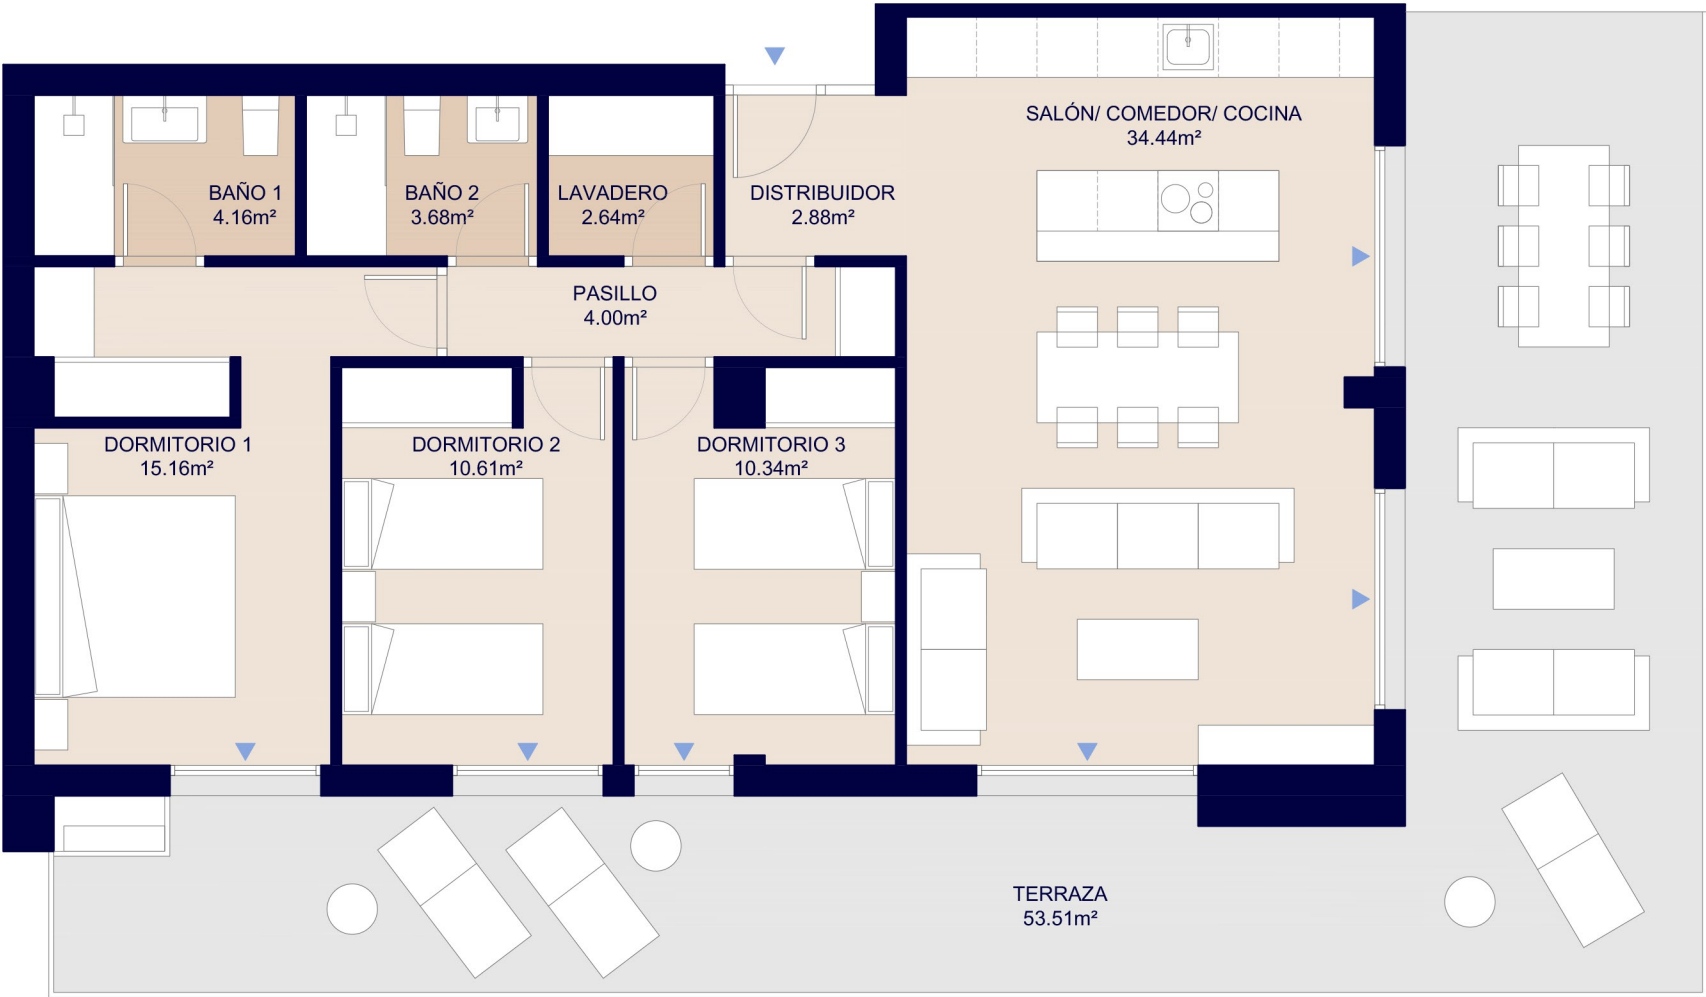 SALÓN/ COMEDOR/ COCINA
34.44m²
BAÑO 1
4.16m²
BAÑO 2
3.68m²
LAVADERO
2.64m²
DISTRIBUIDOR
2.88m²
PASILLO
4.00m²
DORMITORIO 1
15.16m²
DORMITORIO 2
10.61m²
DORMITORIO 3
10.34m²
TERRAZA
53.51m²